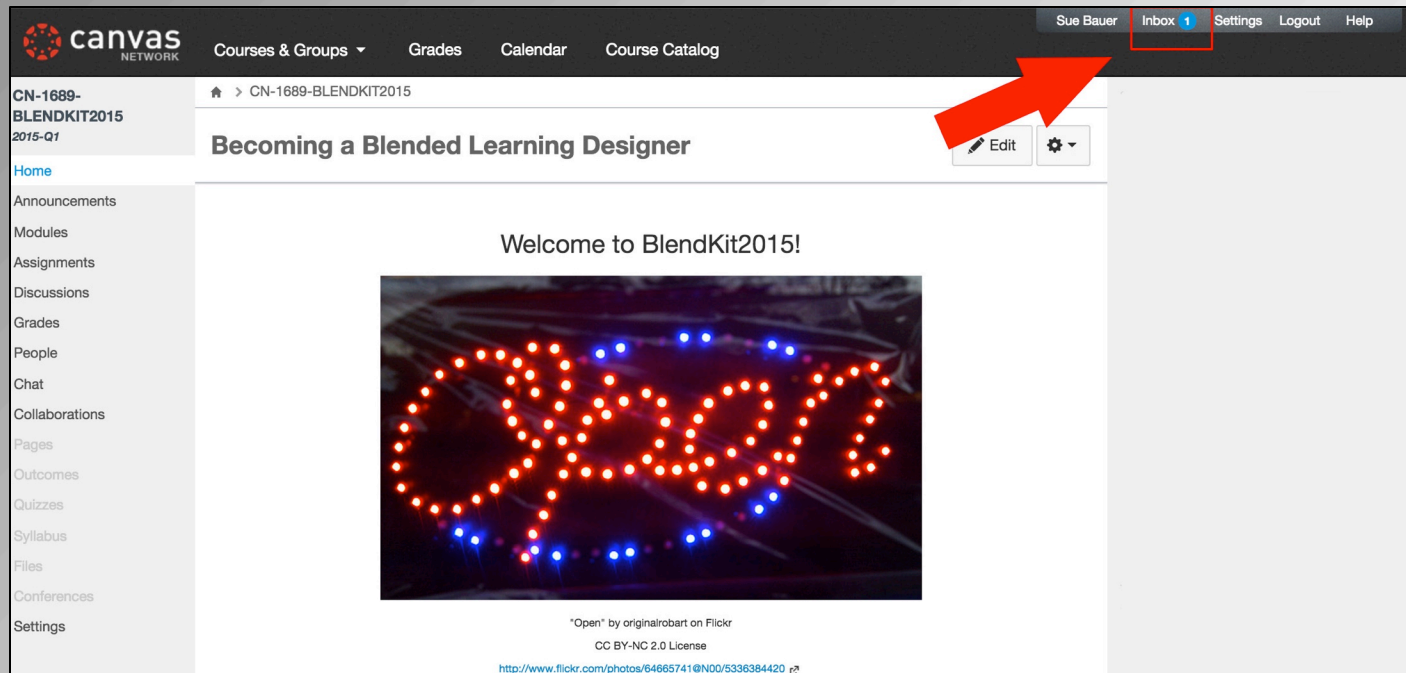 canvas
NETWORK
Courses & Groups
Grades
Calendar
Course Catalog
Sue Bauer
Inbox 1
Settings
Logout
Help
CN-1689-
BLENDKIT2015
2015-Q1
Home
Announcements
Modules
Assignments
Discussions
Grades
People
Chat
Collaborations
Pages
Outcomes
Quizzes
Syllabus
Files
Conferences
Settings
> CN-1689-BLENDKIT2015
Becoming a Blended Learning Designer
Edit
Welcome to BlendKit2015!
Open
"Open" by originalrobart on Flickr
CC BY-NC 2.0 License
http://www.flickr.com/photos/64665741@N00/5336384420